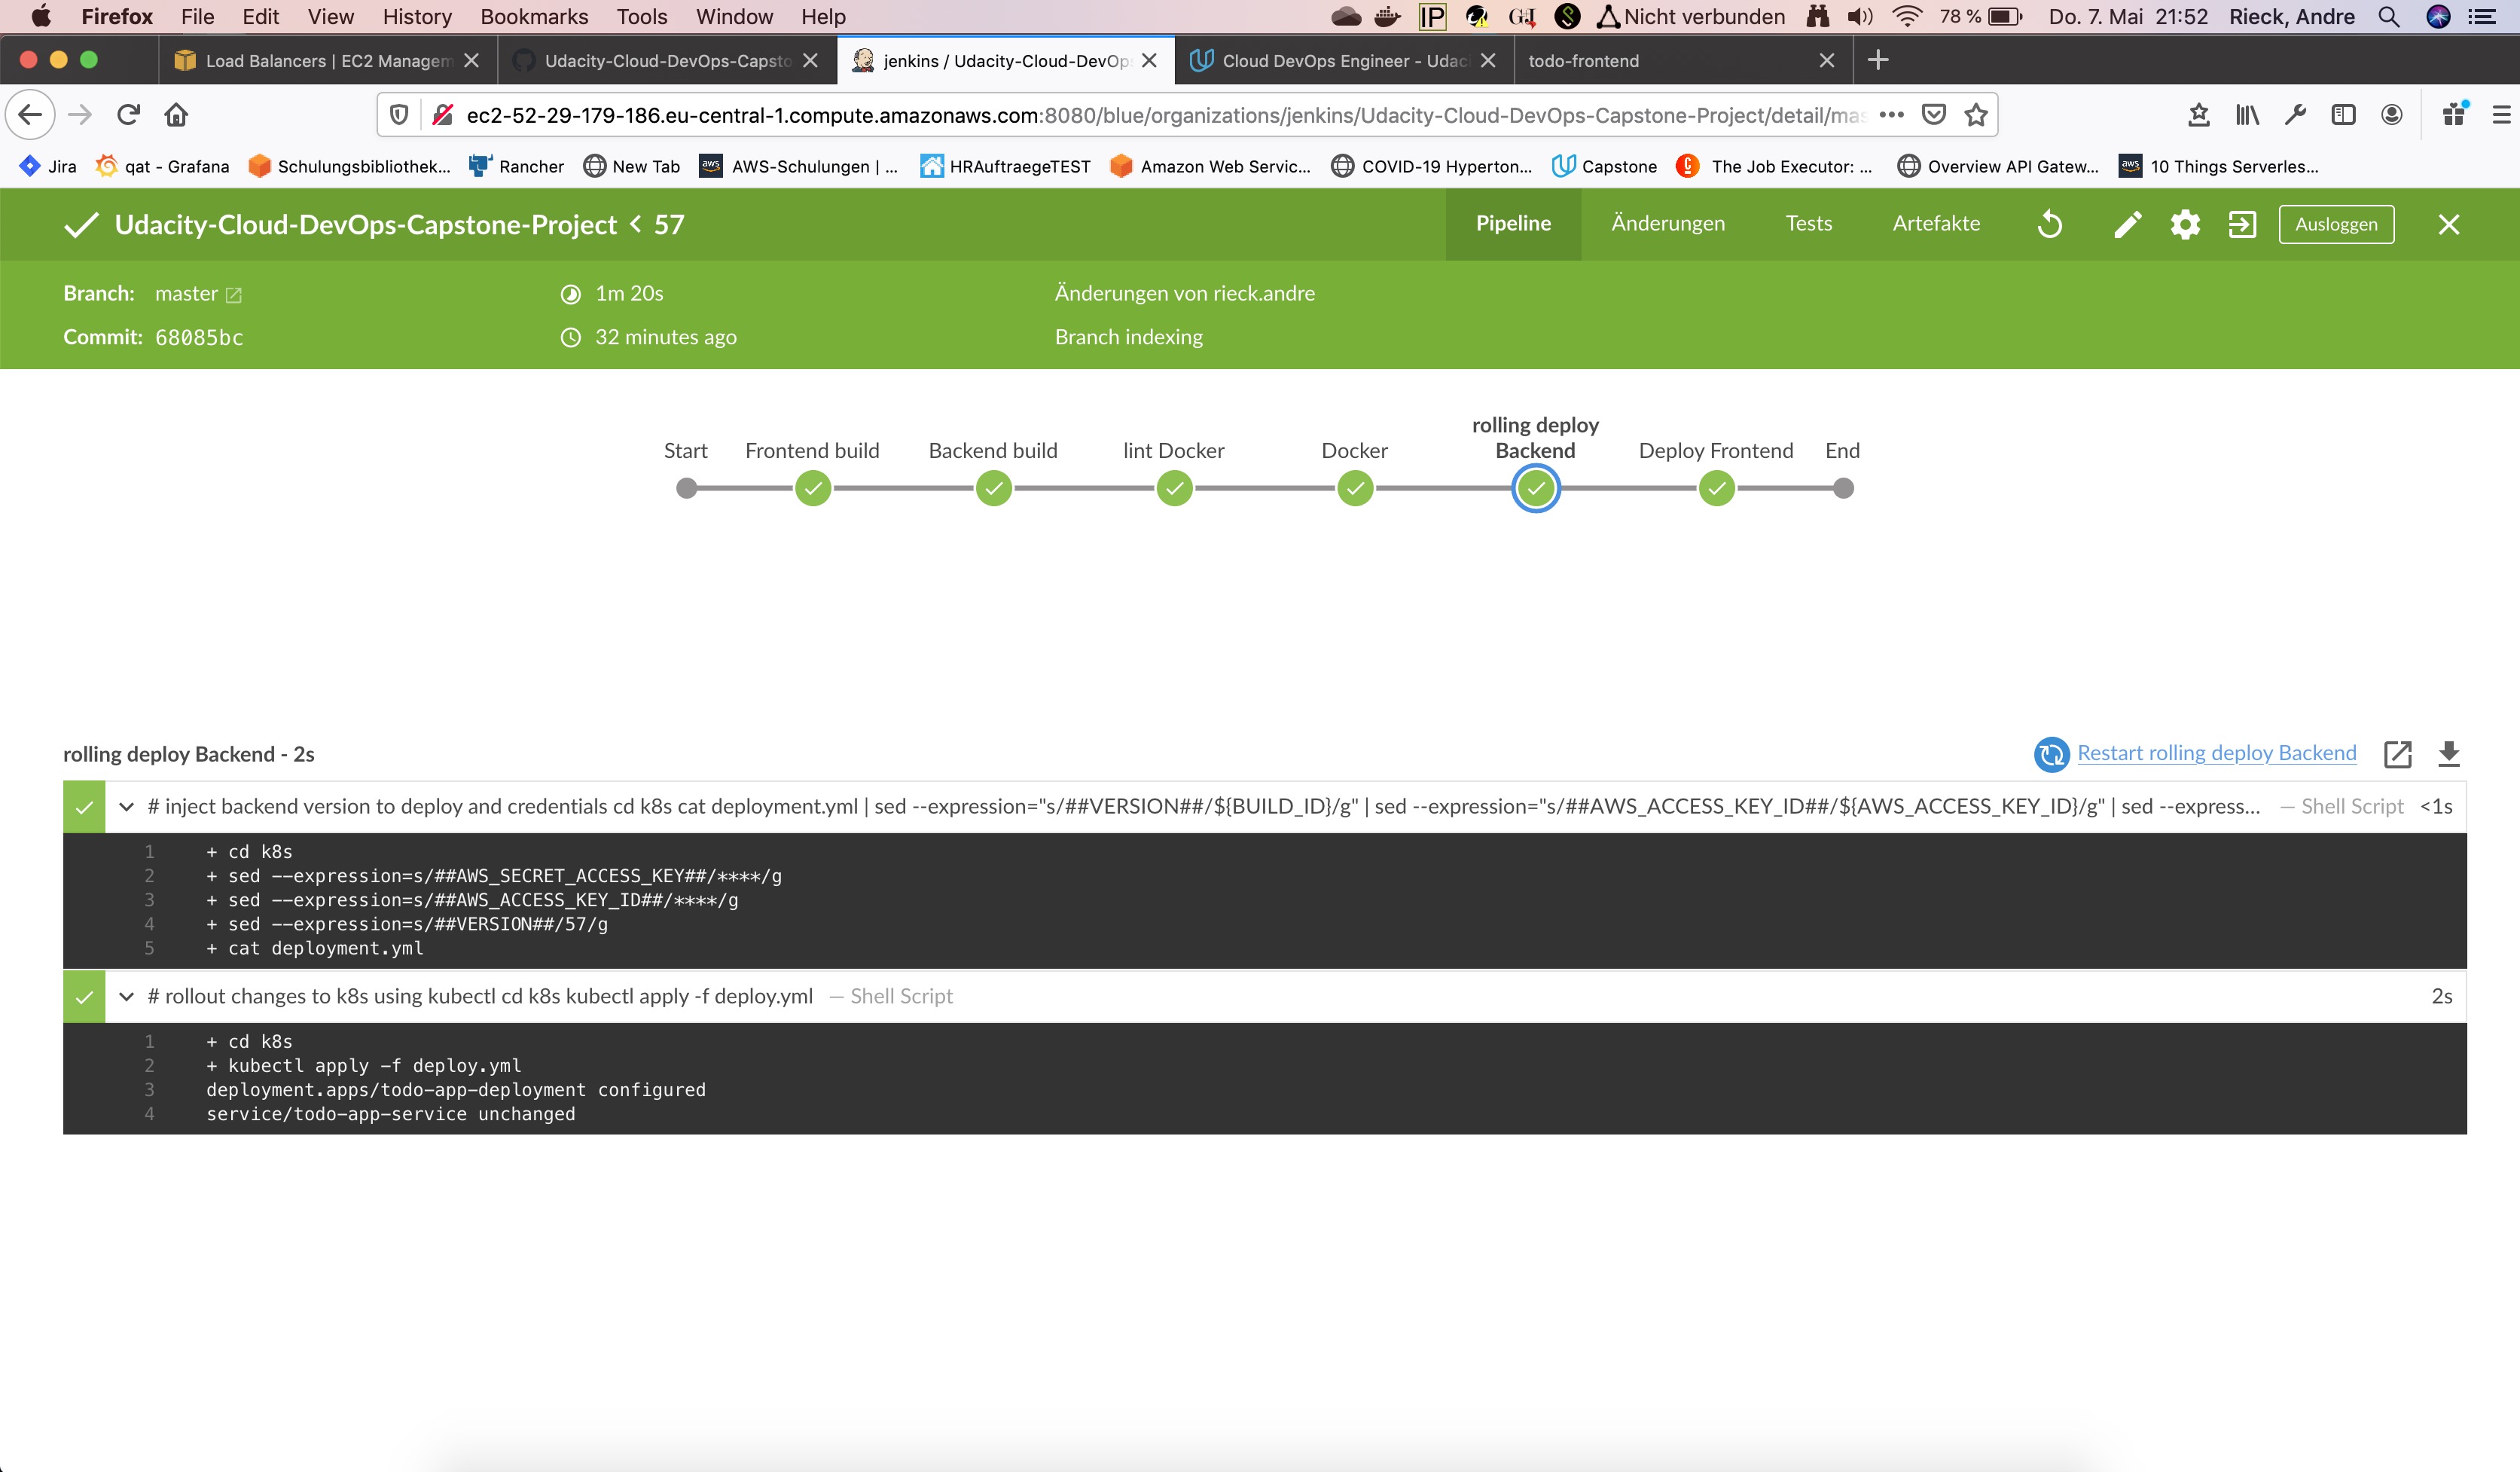 Firefox File Edit View History Bookmarks Tools Window Help IP Nicht verbunden 78 % Do. 7. Mai 21:52 Rieck, Andre
Load Balancers | EC2 Managem Udacity-Cloud-DevOps-Capsto jenkins / Udacity-Cloud-DevOp Cloud DevOps Engineer - Udac todo-frontend
ec2-52-29-179-186.eu-central-1.compute.amazonaws.com:8080/blue/organizations/jenkins/Udacity-Cloud-DevOps-Capstone-Project/detail/mas
Jira qat - Grafana Schulungsbibliothek... Rancher New Tab aws AWS-Schulungen | ... HRAuftraegeTEST Amazon Web Servic... COVID-19 Hyperton... Capstone The Job Executor: ... Overview API Gatew... aws 10 Things Serverles...
Udacity-Cloud-DevOps-Capstone-Project < 57 Pipeline Änderungen Tests Artefakte Ausloggen
Branch: master 1m 20s Änderungen von rieck.andre
Commit: 68085bc 32 minutes ago Branch indexing
Start Frontend build Backend build lint Docker Docker rolling deploy Backend Deploy Frontend End
rolling deploy Backend - 2s Restart rolling deploy Backend
# inject backend version to deploy and credentials cd k8s cat deployment.yml | sed --expression="s/##VERSION##/${BUILD_ID}/g" | sed --expression="s/##AWS_ACCESS_KEY_ID##/${AWS_ACCESS_KEY_ID}/g" | sed --express... — Shell Script <1s
1 + cd k8s
2 + sed --expression=s/##AWS_SECRET_ACCESS_KEY##/****/g
3 + sed --expression=s/##AWS_ACCESS_KEY_ID##/****/g
4 + sed --expression=s/##VERSION##/57/g
5 + cat deployment.yml
# rollout changes to k8s using kubectl cd k8s kubectl apply -f deploy.yml — Shell Script 2s
1 + cd k8s
2 + kubectl apply -f deploy.yml
3 deployment.apps/todo-app-deployment configured
4 service/todo-app-service unchanged